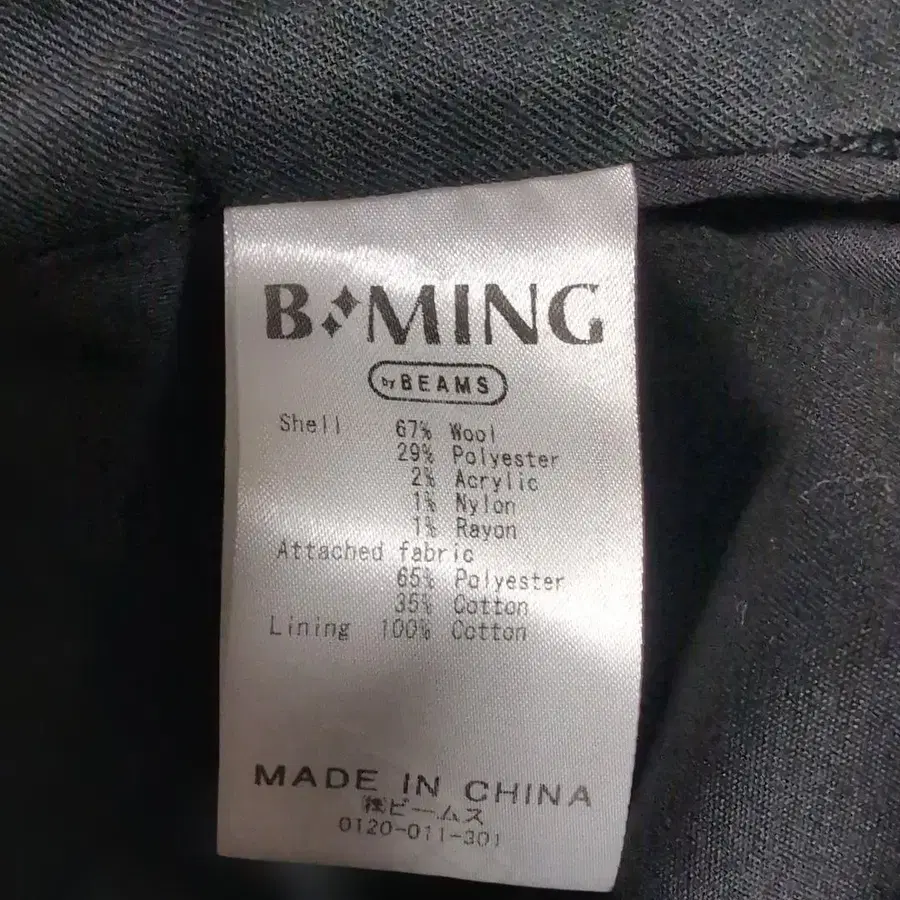 B MING
by BEAMS
Shell 67% Wool
29% Polyester
2% Acrylic
1% Nylon
1% Rayon
Attached fabric
65% Polyester
35% Cotton
Lining 100% Cotton
MADE IN CHINA
㈱ビームス
0120-011-301